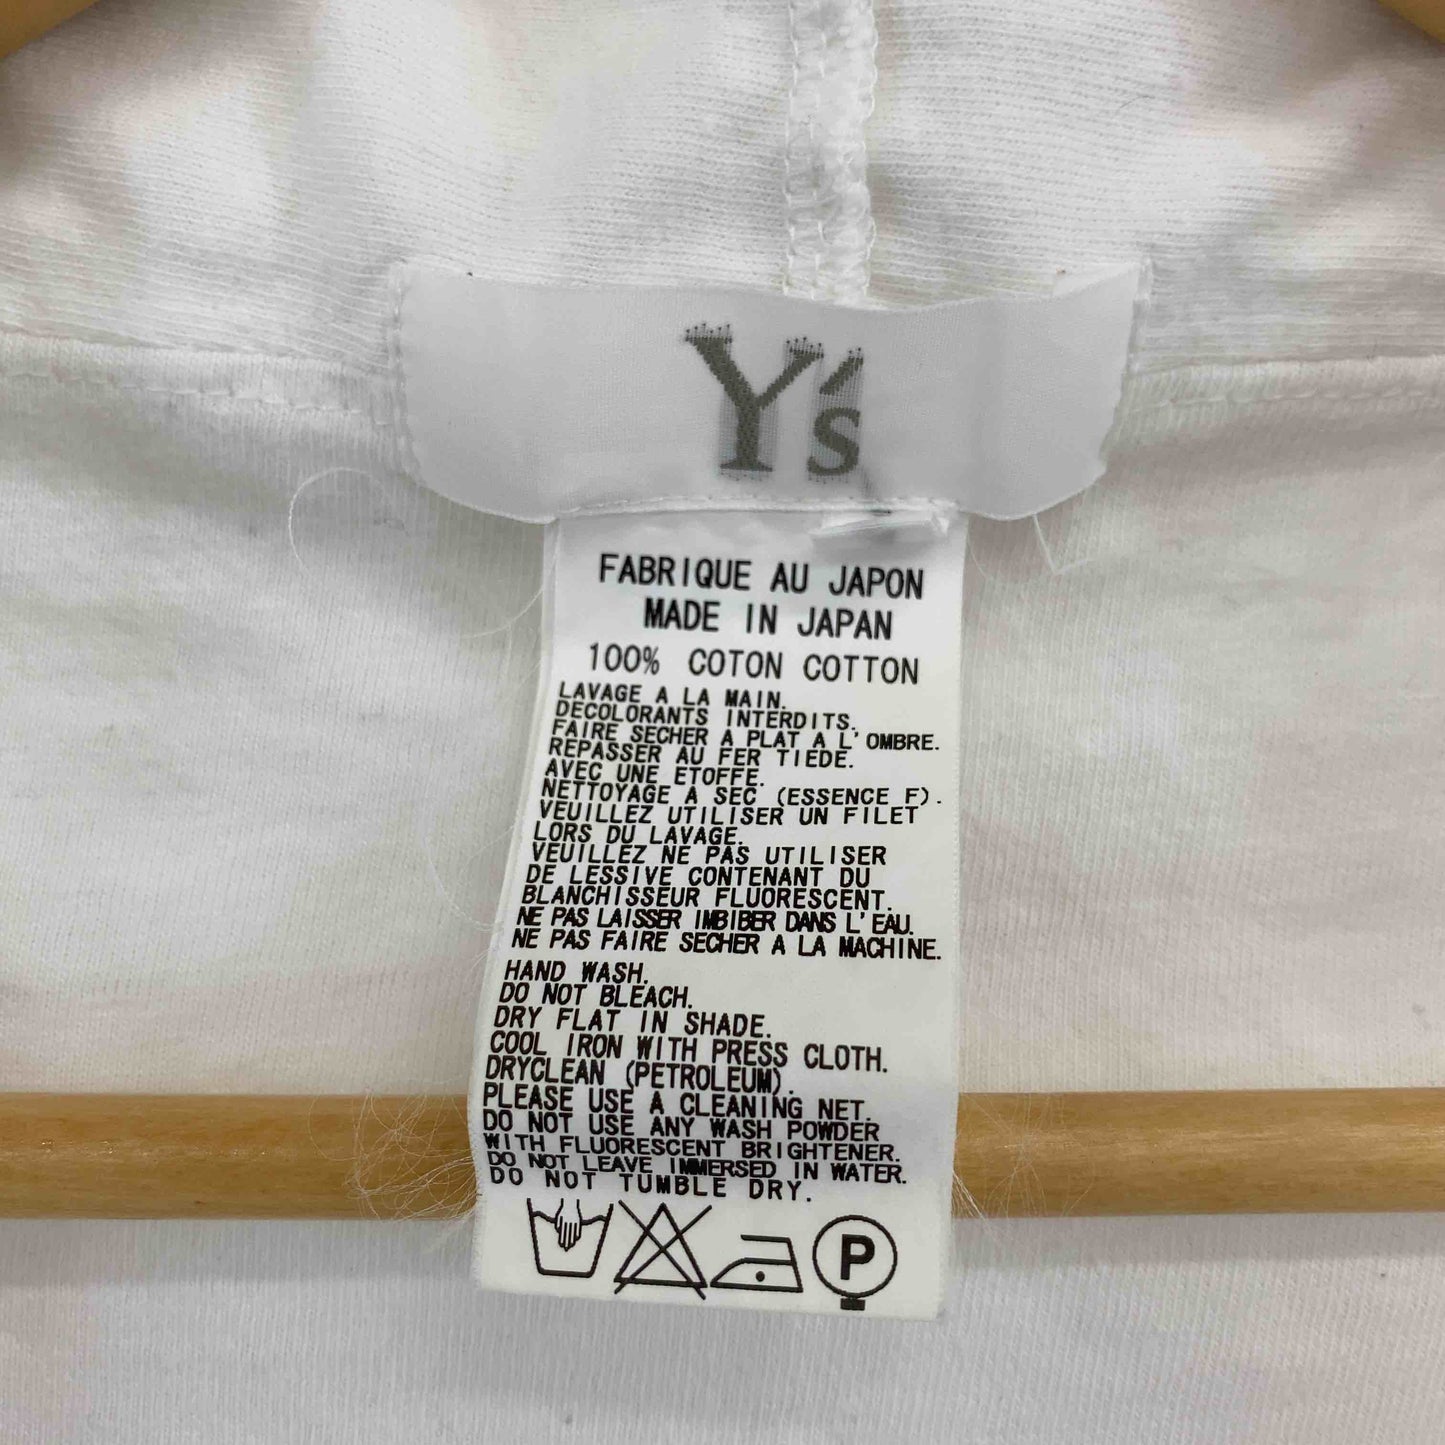 Y's
FABRIQUE AU JAPON
MADE IN JAPAN
100% COTON COTTON
LAVAGE A LA MAIN.
DECOLORANTS INTERDITS.
FAIRE SECHER A PLAT A L'OMBRE.
REPASSER AU FER TIEDE.
AVEC UNE ETOFFE.
NETTOYAGE A SEC (ESSENCE F).
VEUILLEZ UTILISER UN FILET
LORS DU LAVAGE.
VEUILLEZ NE PAS UTILISER
DE LESSIVE CONTENANT DU
BLANCHISSEUR FLUORESCENT.
NE PAS LAISSER IMBIBER DANS L'EAU.
NE PAS FAIRE SECHER A LA MACHINE.
HAND WASH.
DO NOT BLEACH.
DRY FLAT IN SHADE.
COOL IRON WITH PRESS CLOTH.
DRYCLEAN (PETROLEUM).
PLEASE USE A CLEANING NET.
DO NOT USE ANY WASH POWDER
WITH FLUORESCENT BRIGHTENER.
DO NOT LEAVE IMMERSED IN WATER.
DO NOT TUMBLE DRY.
P